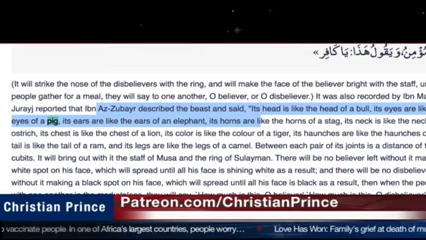 ؤْمِنُ، وَيَقُولُ هَذَا: يَا كَافِرُ»
(It will strike the nose of the disbelievers with the ring, and will make the face of the believer bright with the staff, un
people gather for a meal, they will say to one another, O believer, or O disbeliever.) It was also recorded by Ibn Ma
Jurayj reported that Ibn Az-Zubayr described the beast and said, "Its head is like the head of a bull, its eyes are like
eyes of a pig, its ears are like the ears of an elephant, its horns are like the horns of a stag, its neck is like the neck
ostrich, its chest is like the chest of a lion, its color is like the colour of a tiger, its haunches are like the haunches of
tail is like the tail of a ram, and its legs are like the legs of a camel. Between each pair of its joints is a distance of
cubits. It will bring out with it the staff of Musa and the ring of Sulayman. There will be no believer left without it ma
white spot on his face, which will spread until all his face is shining white as a result; and there will be no disbeliever
without it making a black spot on his face, which will spread until all his face is black as a result, then when the peo
Christian Prince
Patreon.com/ChristianPrince
o vaccinate people. In one of Africa's largest countries, people worry…
Love Has Won: Family's grief at dead